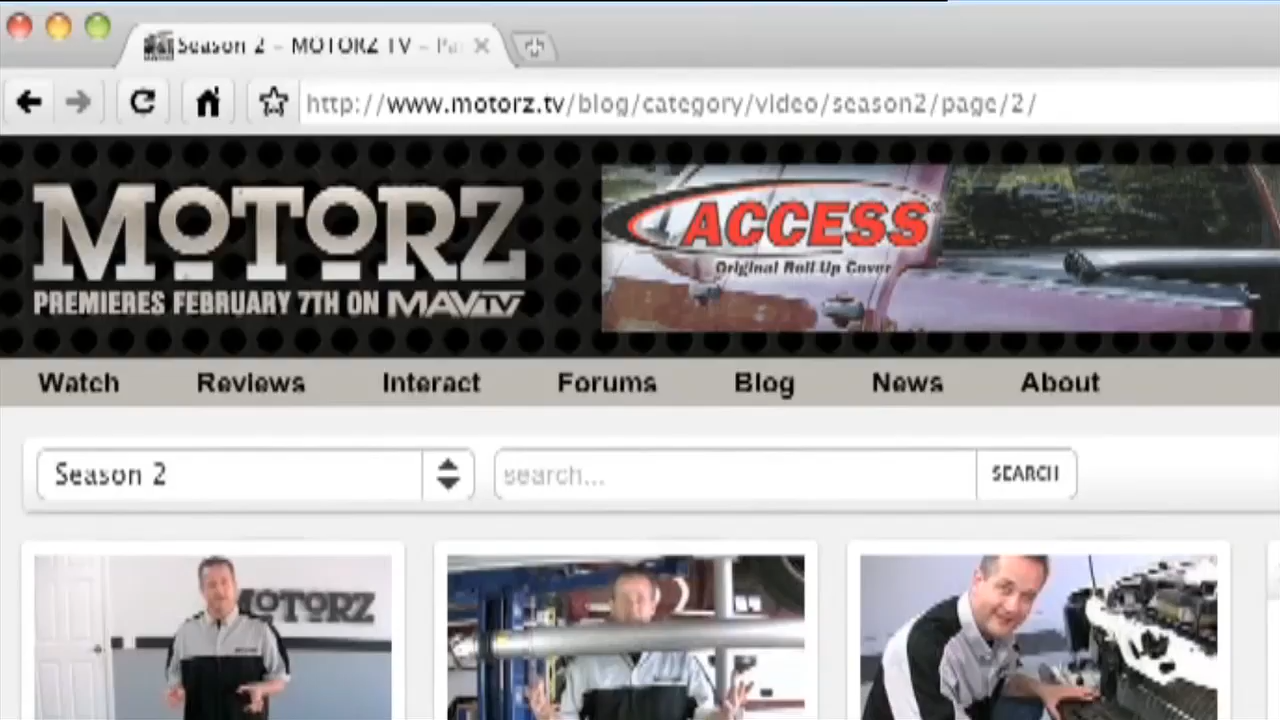 Season 2 – MOTORZ TV –
http://www.motorz.tv/blog/category/video/season2/page/2/
MOTORZ
PREMIERES FEBRUARY 7TH ON MAVTV
ACCESS
Original Roll Up Cover
Watch Reviews Interact Forums Blog News About
Season 2 search... SEARCH
MOTORZ